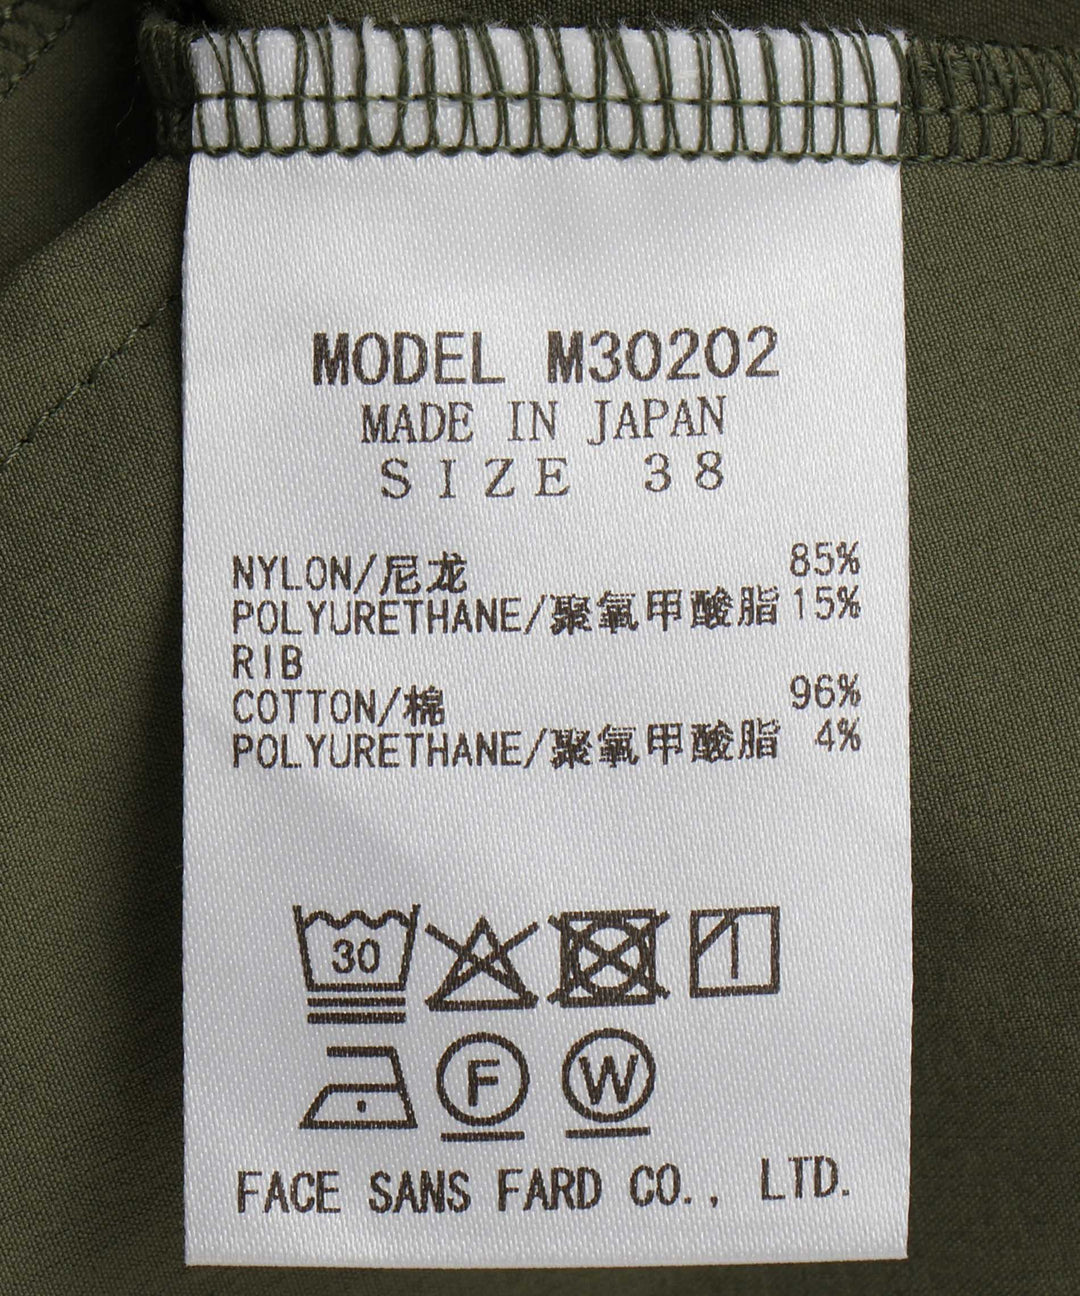 MODEL M30202
MADE IN JAPAN
SIZE 38
NYLON/尼龙 85%
POLYURETHANE/聚氧甲酸脂 15%
RIB
COTTON/棉 96%
POLYURETHANE/聚氧甲酸脂 4%
30
F W
FACE SANS FARD CO., LTD.